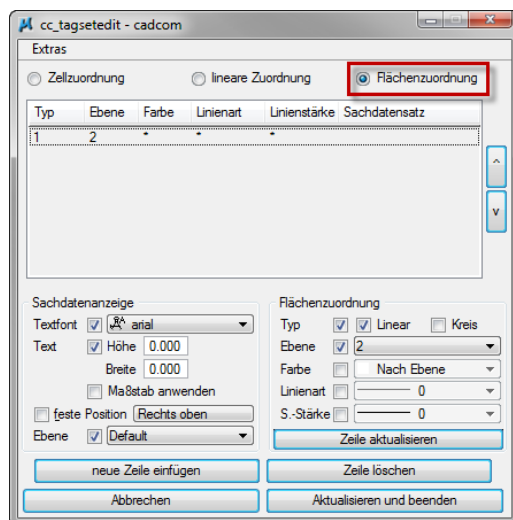 cc_tagsetedit - cadcom
Extras
Zellzuordnung lineare Zuordnung Flächenzuordnung
Typ Ebene Farbe Linienart Linienstärke Sachdatensatz
1 2 * * *
^
v
Sachdatenanzeige
Textfont arial
Text Höhe 0.000
Breite 0.000
Maßstab anwenden
feste Position Rechts oben
Ebene Default
Flächenzuordnung
Typ Linear Kreis
Ebene 2
Farbe Nach Ebene
Linienart 0
S.-Stärke 0
Zeile aktualisieren
neue Zeile einfügen Zeile löschen
Abbrechen Aktualisieren und beenden